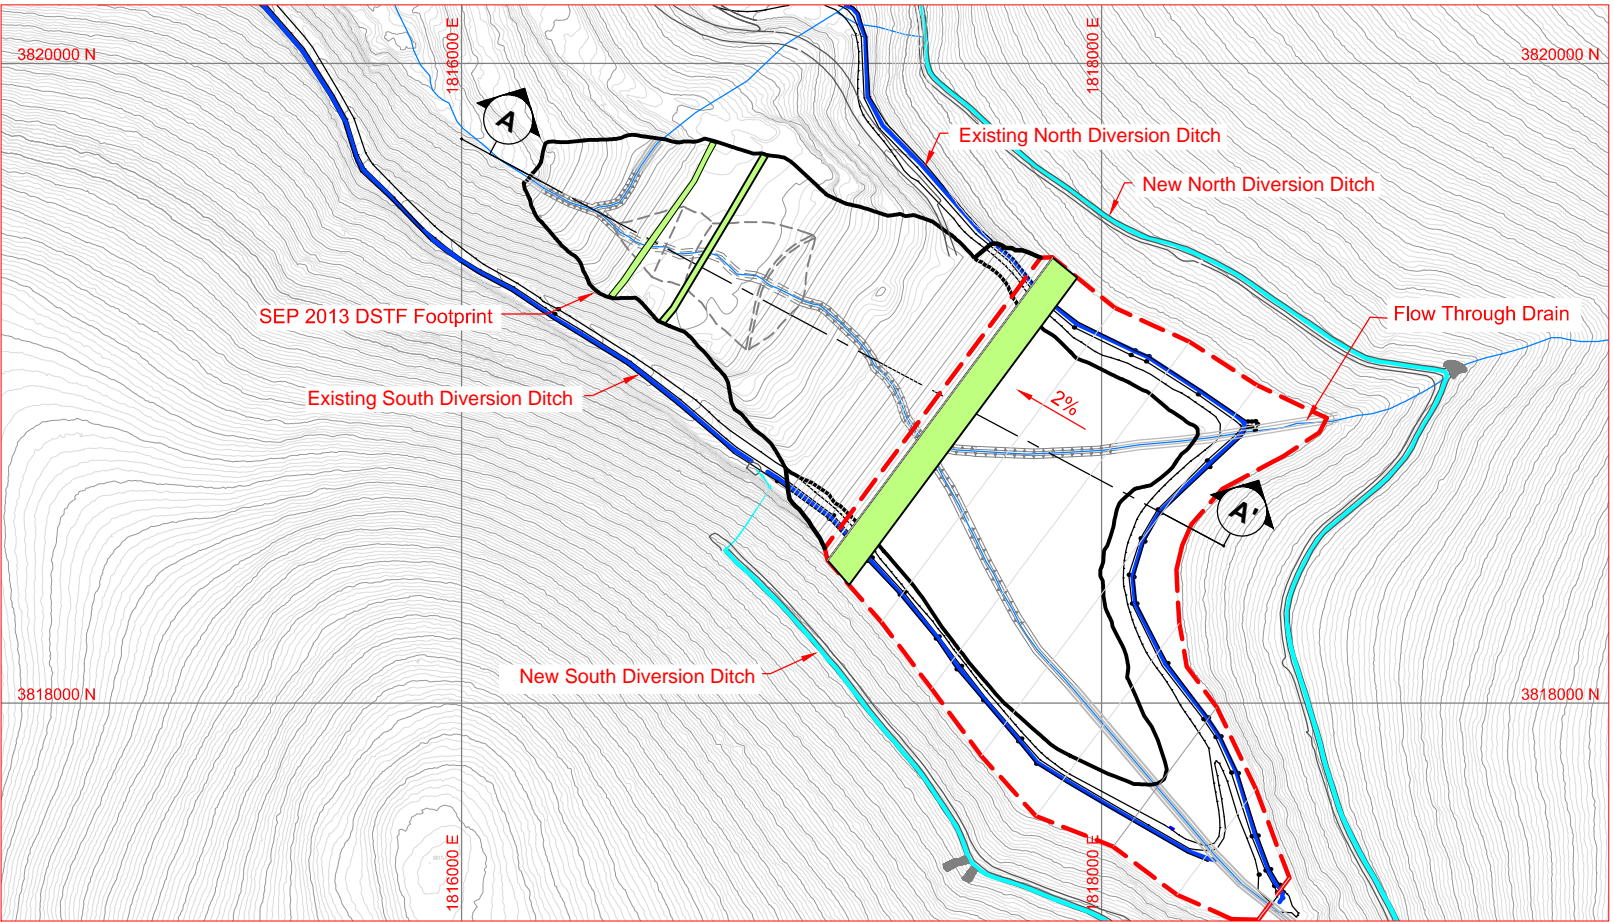 1816000 E
1818000 E
3820000 N
3820000 N
A
Existing North Diversion Ditch
New North Diversion Ditch
SEP 2013 DSTF Footprint
Flow Through Drain
Existing South Diversion Ditch
2%
A'
New South Diversion Ditch
3818000 N
3818000 N
1816000 E
1818000 E